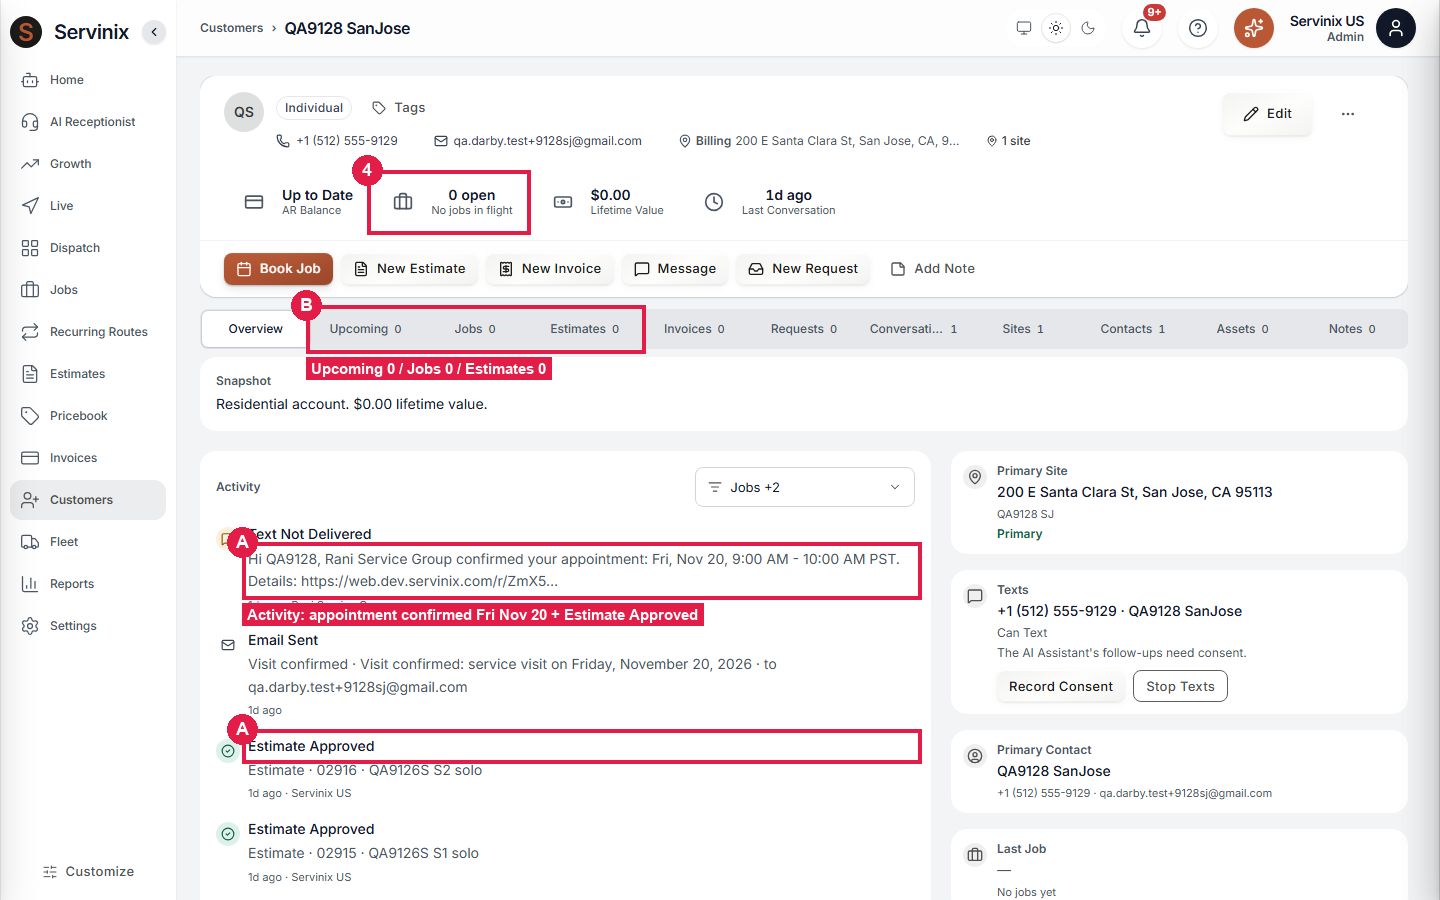 Servinix
Customers › QA9128 SanJose
9+
Servinix US
Admin
Home
AI Receptionist
Growth
Live
Dispatch
Jobs
Recurring Routes
Estimates
Pricebook
Invoices
Customers
Fleet
Reports
Settings
Customize
QS
Individual
Tags
Edit
+1 (512) 555-9129
qa.darby.test+9128sj@gmail.com
Billing 200 E Santa Clara St, San Jose, CA, 9...
1 site
4
Up to Date
AR Balance
0 open
No jobs in flight
$0.00
Lifetime Value
1d ago
Last Conversation
Book Job
New Estimate
New Invoice
Message
New Request
Add Note
B
Overview
Upcoming 0
Jobs 0
Estimates 0
Invoices 0
Requests 0
Conversati... 1
Sites 1
Contacts 1
Assets 0
Notes 0
Upcoming 0 / Jobs 0 / Estimates 0
Snapshot
Residential account. $0.00 lifetime value.
Activity
Jobs +2
Text Not Delivered
A
Hi QA9128, Rani Service Group confirmed your appointment: Fri, Nov 20, 9:00 AM - 10:00 AM PST.
Details: https://web.dev.servinix.com/r/ZmX5...
Activity: appointment confirmed Fri Nov 20 + Estimate Approved
Email Sent
Visit confirmed · Visit confirmed: service visit on Friday, November 20, 2026 · to
qa.darby.test+9128sj@gmail.com
1d ago
A
Estimate Approved
Estimate · 02916 · QA9126S S2 solo
1d ago · Servinix US
Estimate Approved
Estimate · 02915 · QA9126S S1 solo
1d ago · Servinix US
Primary Site
200 E Santa Clara St, San Jose, CA 95113
QA9128 SJ
Primary
Texts
+1 (512) 555-9129 · QA9128 SanJose
Can Text
The AI Assistant's follow-ups need consent.
Record Consent
Stop Texts
Primary Contact
QA9128 SanJose
+1 (512) 555-9129 · qa.darby.test+9128sj@gmail.com
Last Job
—
No jobs yet